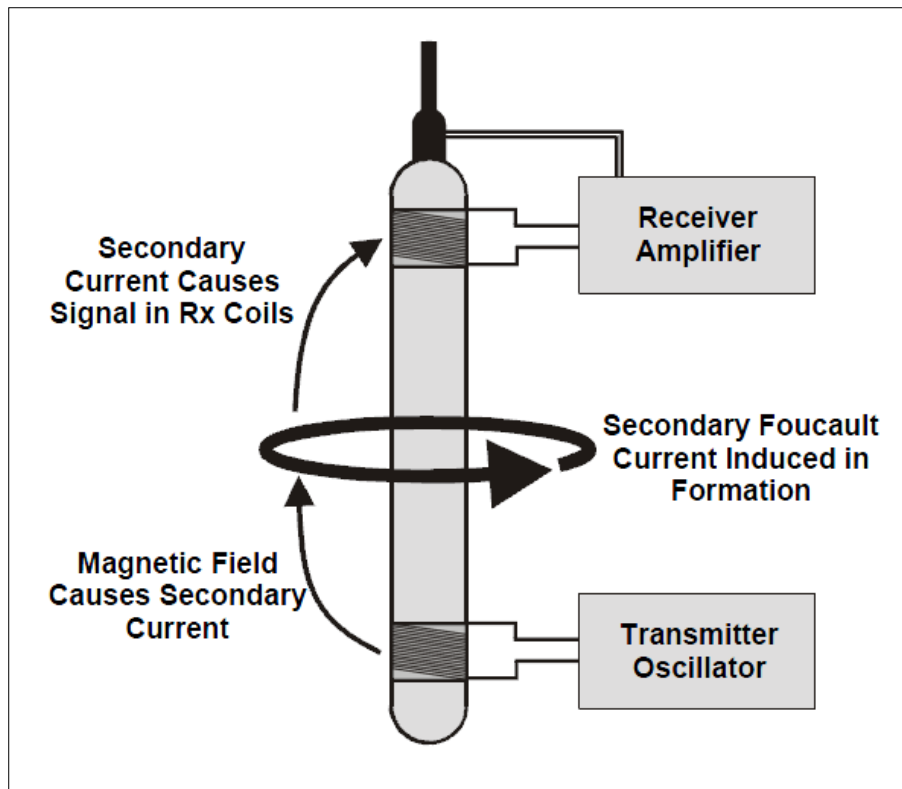 Receiver
Amplifier
Secondary
Current Causes
Signal in Rx Coils
Secondary Foucault
Current Induced in
Formation
Magnetic Field
Causes Secondary
Current
Transmitter
Oscillator